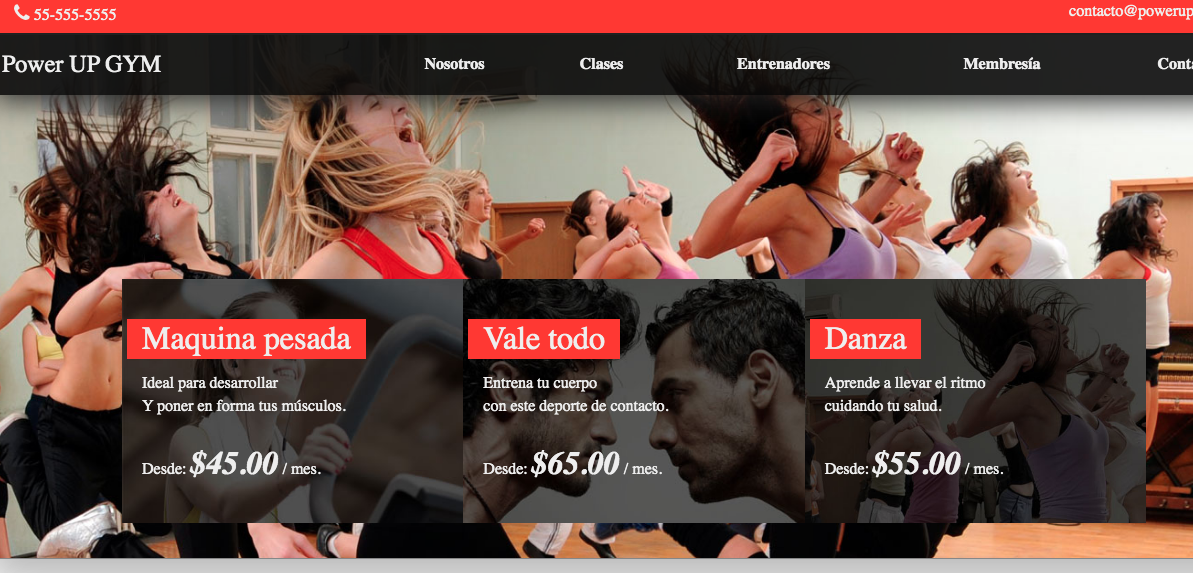 55-555-5555
contacto@powerup
Power UP GYM
Nosotros
Clases
Entrenadores
Membresía
Conta
Maquina pesada
Ideal para desarrollar
Y poner en forma tus músculos.
Desde: $45.00 / mes.
Vale todo
Entrena tu cuerpo
con este deporte de contacto.
Desde: $65.00 / mes.
Danza
Aprende a llevar el ritmo
cuidando tu salud.
Desde: $55.00 / mes.